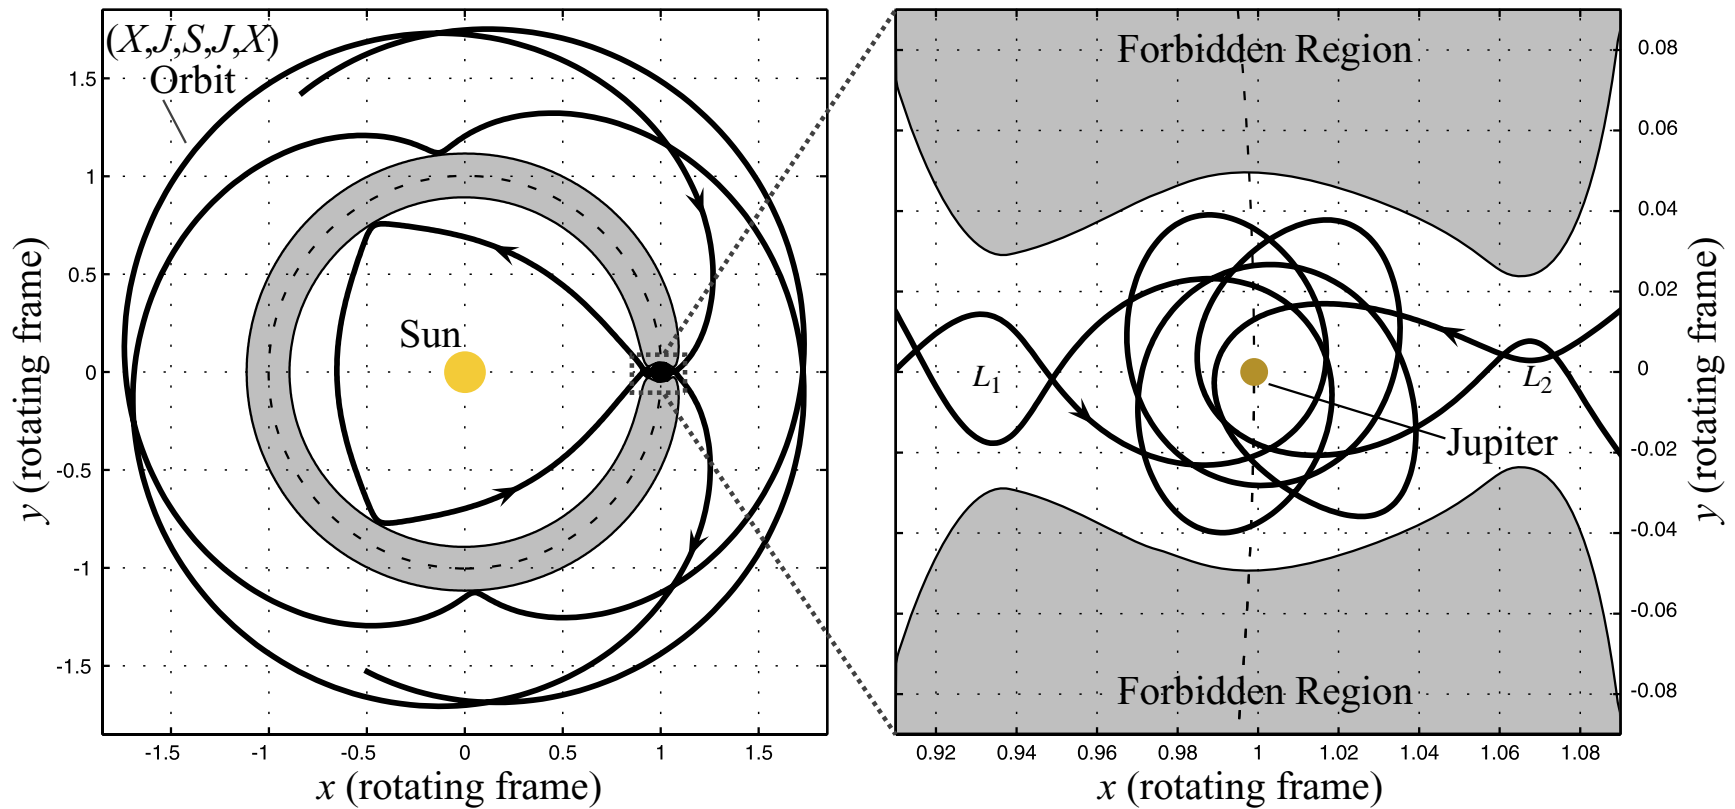 (X,J,S,J,X)
Orbit
Sun
1.5
1
0.5
0
-0.5
-1
-1.5
y (rotating frame)
-1.5
-1
-0.5
0
0.5
1
1.5
x (rotating frame)
Forbidden Region
L1
L2
Jupiter
Forbidden Region
0.08
0.06
0.04
0.02
0
-0.02
-0.04
-0.06
-0.08
y (rotating frame)
0.92
0.94
0.96
0.98
1
1.02
1.04
1.06
1.08
x (rotating frame)